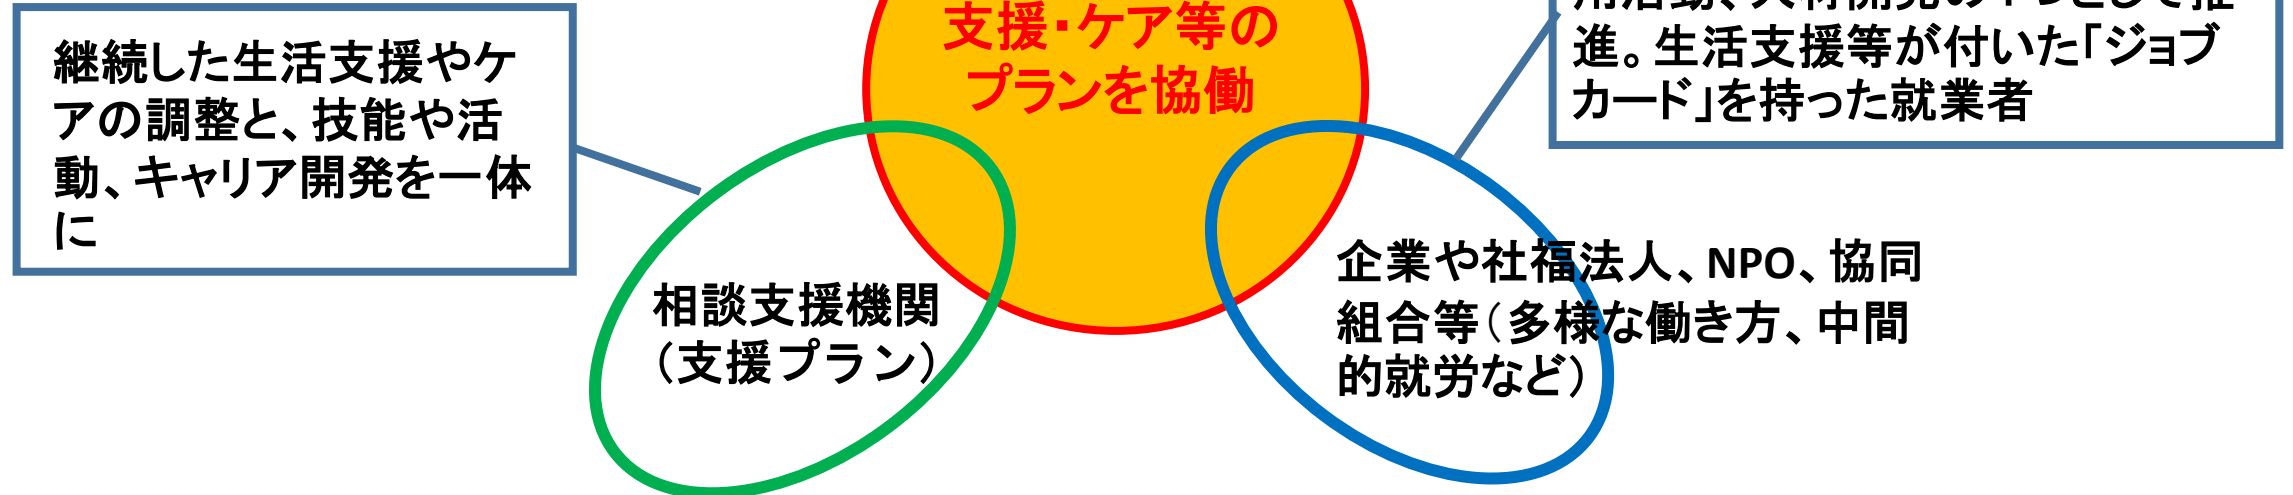 支援・ケア等の
プランを協働
継続した生活支援やケ
アの調整と、技能や活
動、キャリア開発を一体
に
進。生活支援等が付いた「ジョブ
カード」を持った就業者
相談支援機関
（支援プラン）
企業や社福法人、NPO、協同
組合等（多様な働き方、中間
的就労など）